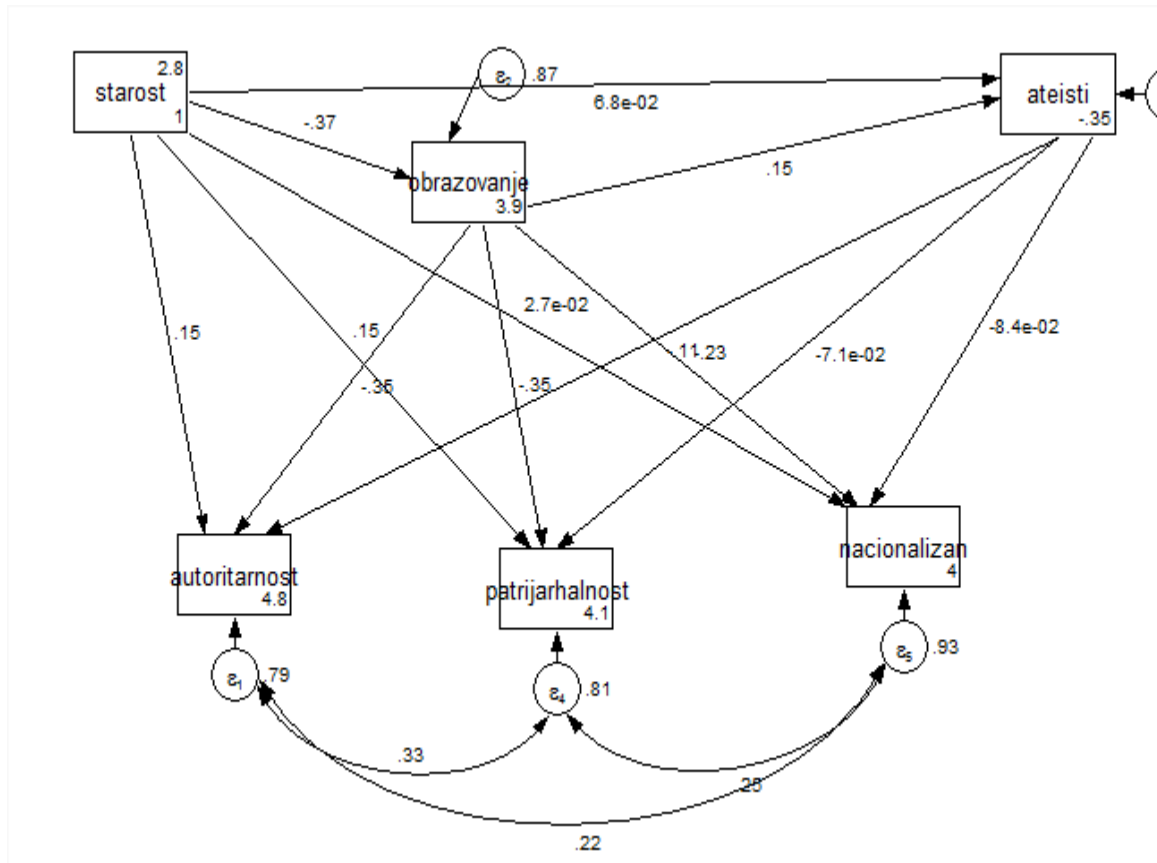 2.8
starost
1
ε2
.87
6.8e-02
ateisti
-.35
-.37
obrazovanje
3.9
.15
.15
.15
2.7e-02
.11-.23
-7.1e-02
-8.4e-02
-.35
-.35
autoritarnost
4.8
patrijarhalnost
4.1
nacionalizan
4
ε1
.79
ε4
.81
ε5
.93
.33
.25
.22